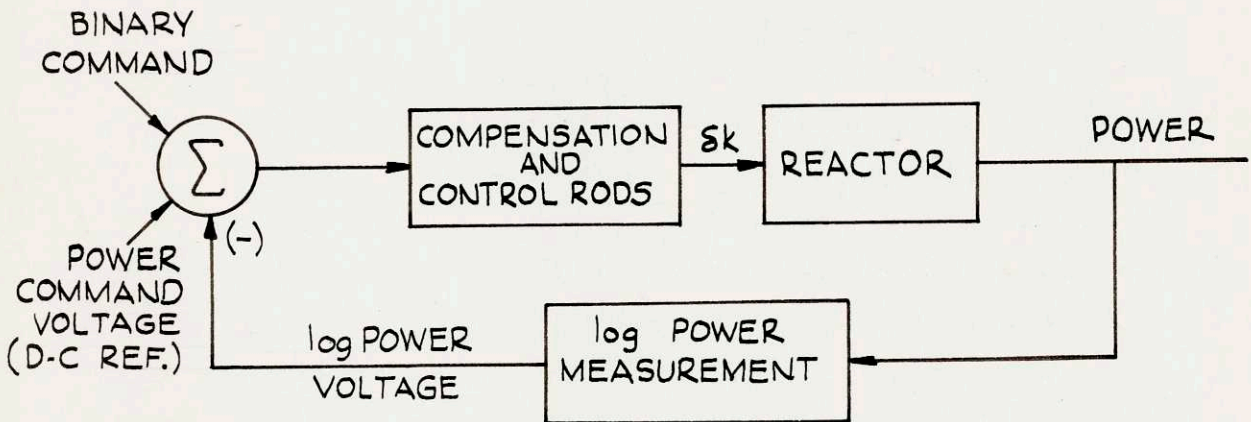 BINARY
COMMAND
Σ
(-)
POWER
COMMAND
VOLTAGE
(D-C REF.)
COMPENSATION
AND
CONTROL RODS
δk
REACTOR
POWER
log POWER
MEASUREMENT
log POWER
VOLTAGE